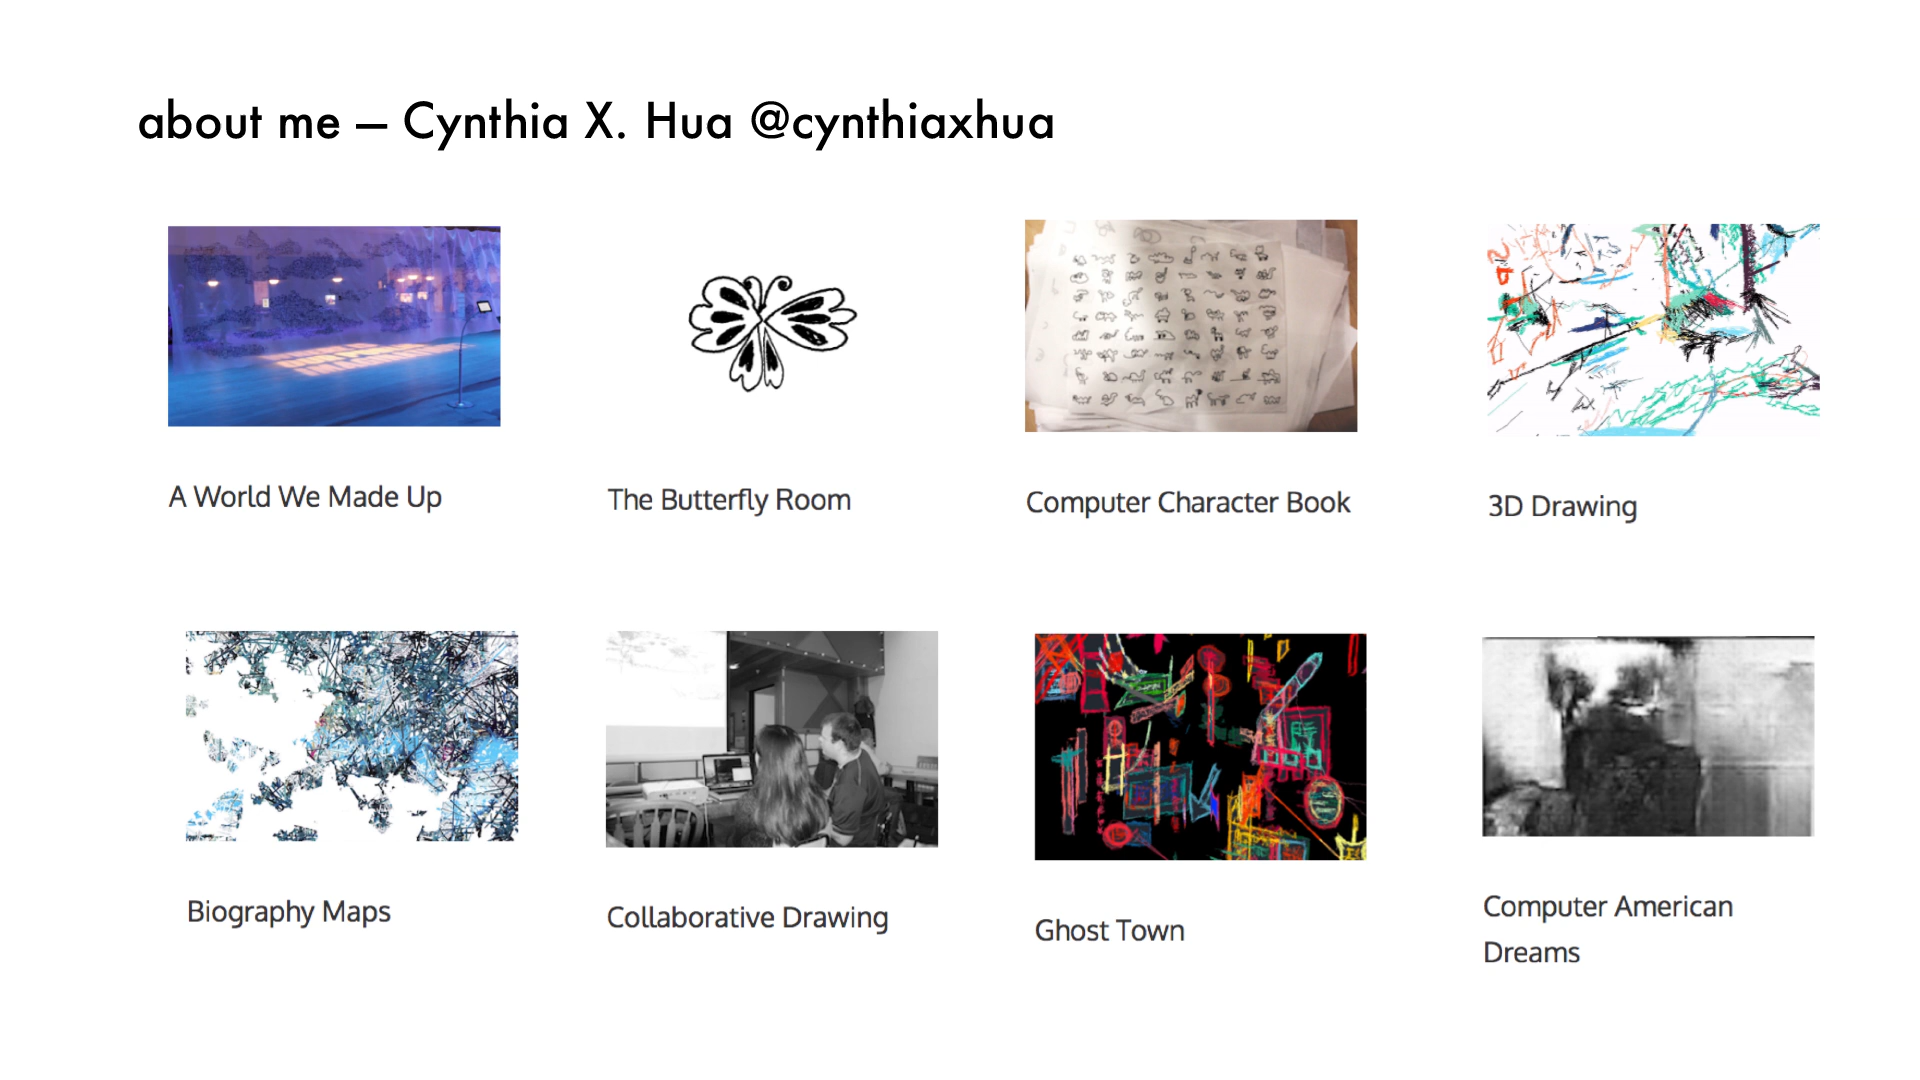 about me — Cynthia X. Hua @cynthiaxhua
A World We Made Up
The Butterfly Room
Computer Character Book
3D Drawing
Biography Maps
Collaborative Drawing
Ghost Town
Computer American
Dreams